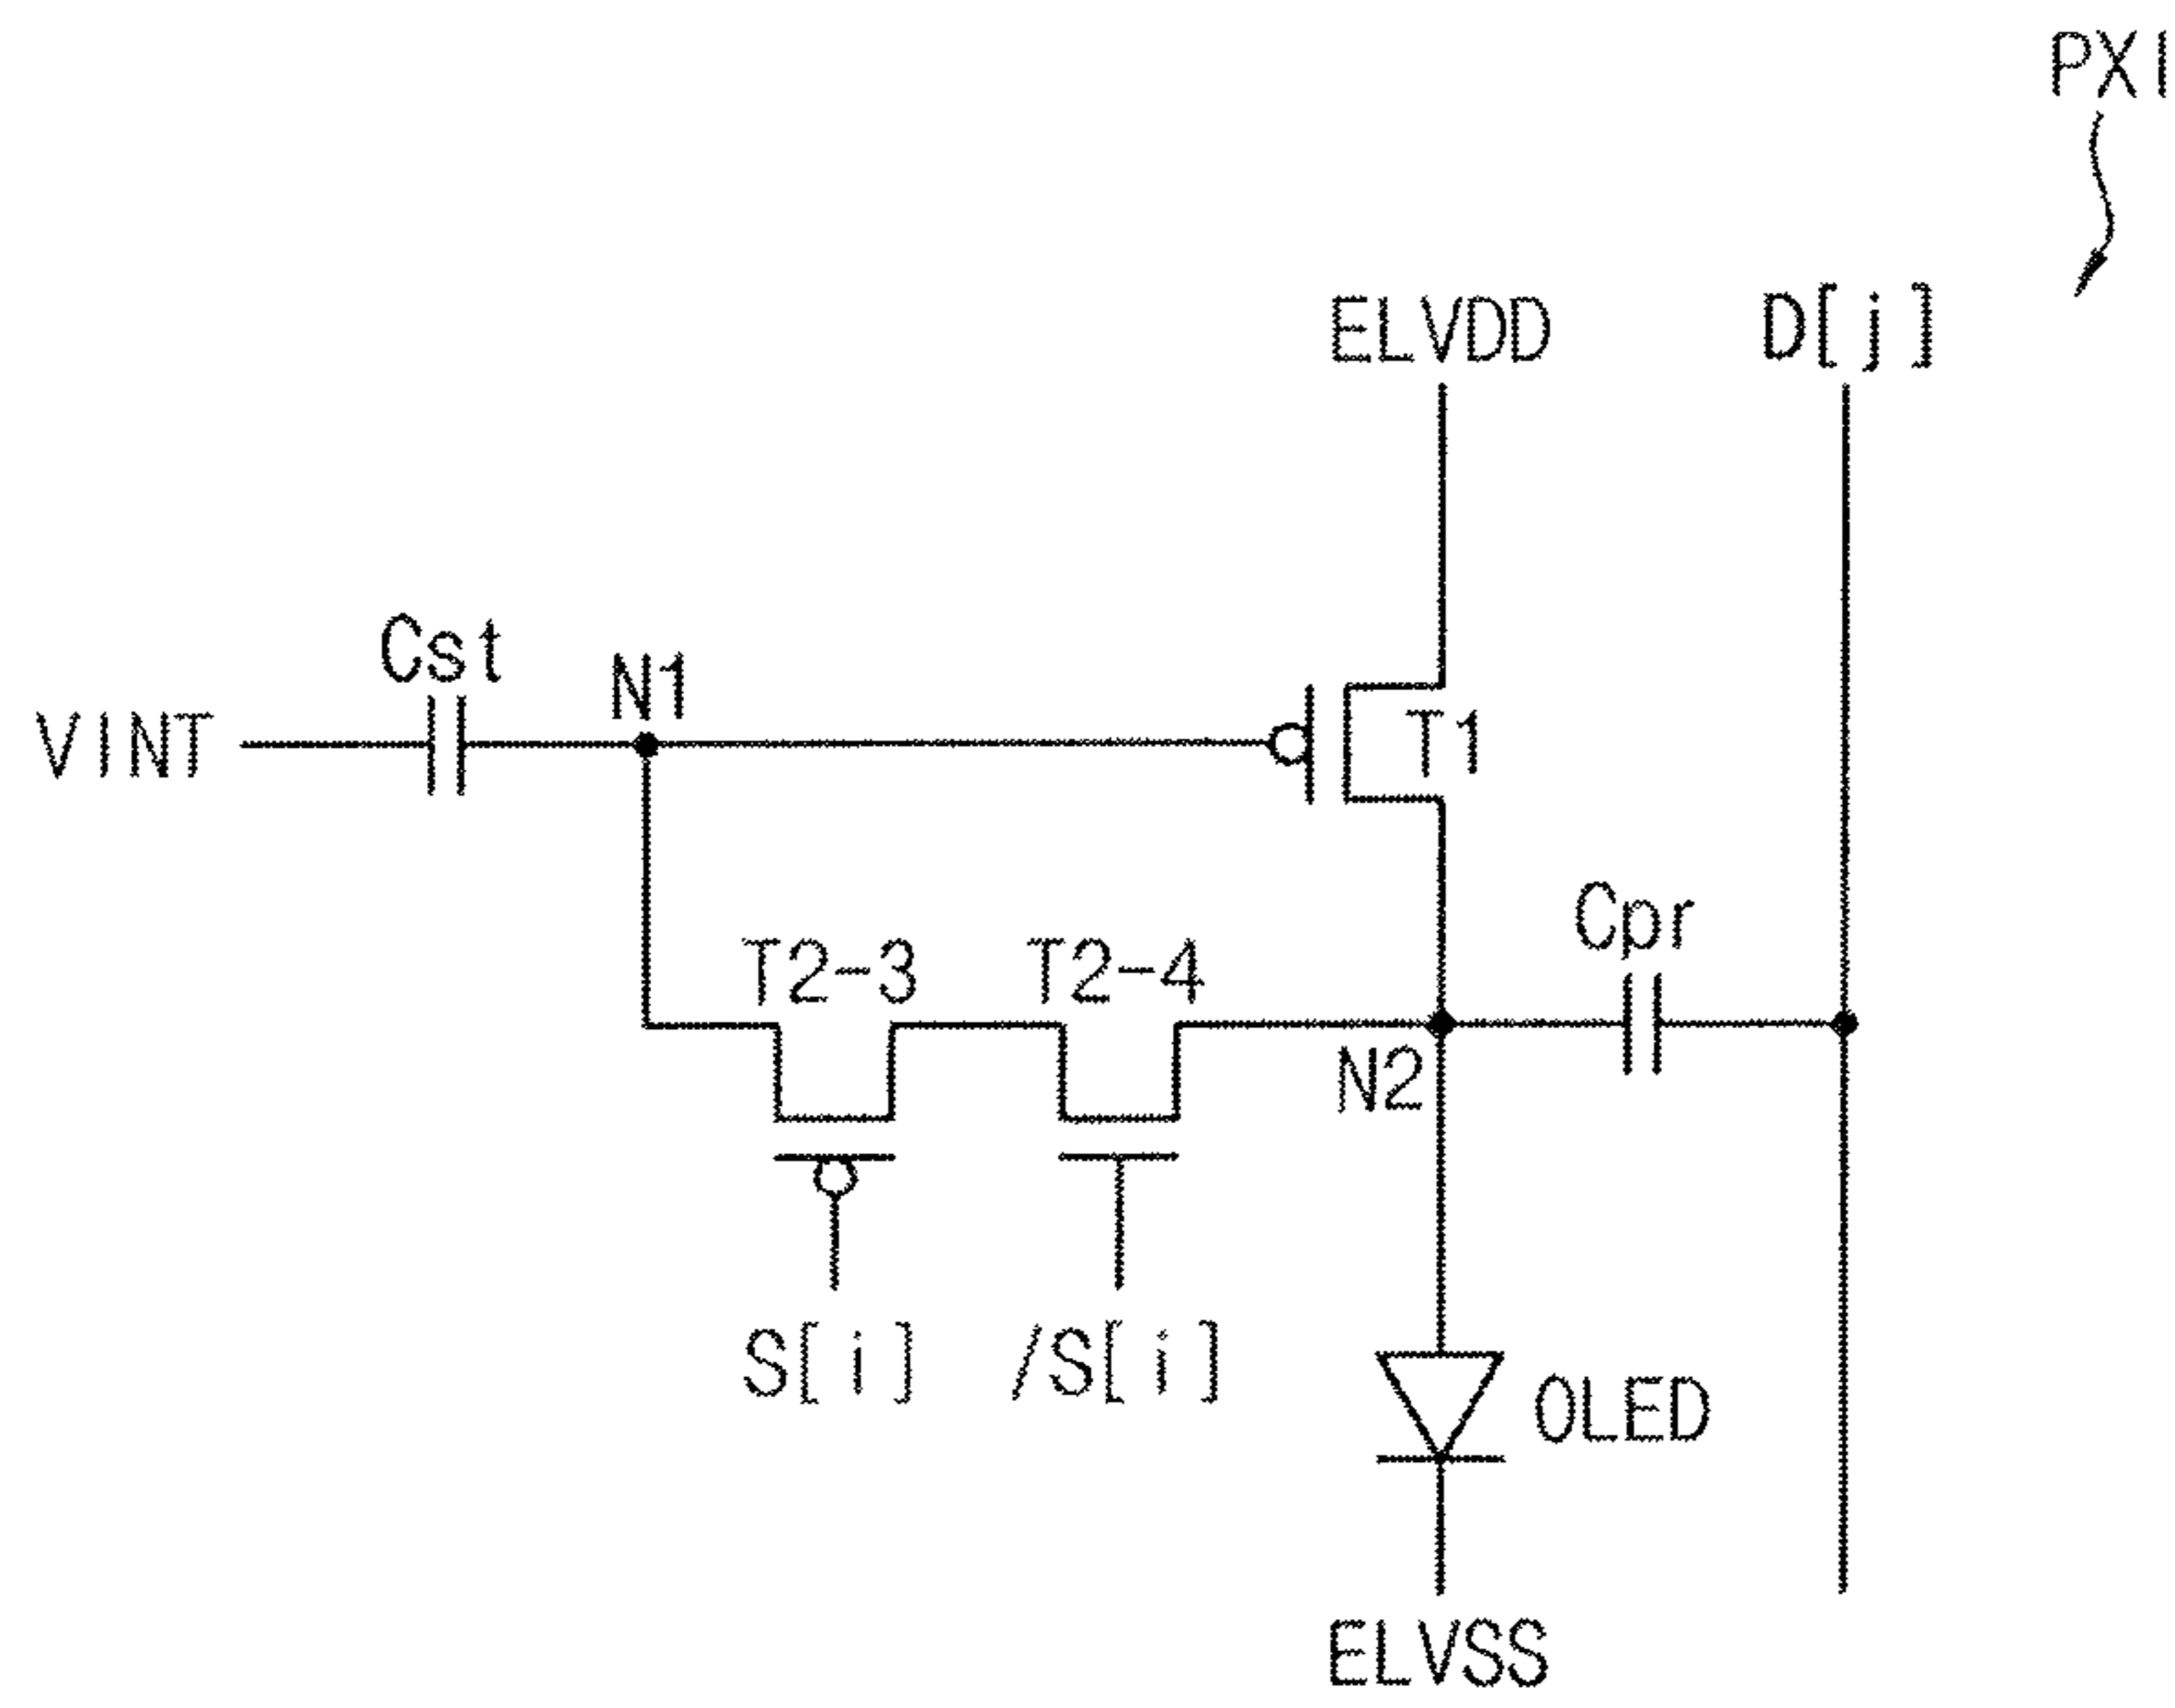 PXI
ELVDD
D[j]
Cst
N1
VINT
T1
Cpr
T2-3
T2-4
N2
S[i]
/S[i]
OLED
ELVSS